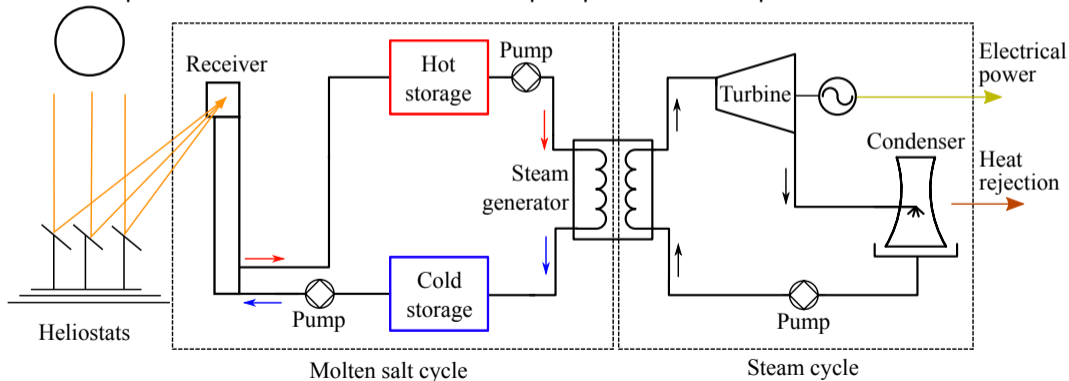 Receiver
Hot
storage
Pump
Turbine
Electrical
power
Condenser
Heat
rejection
Steam
generator
Cold
storage
Pump
Pump
Heliostats
Molten salt cycle
Steam cycle